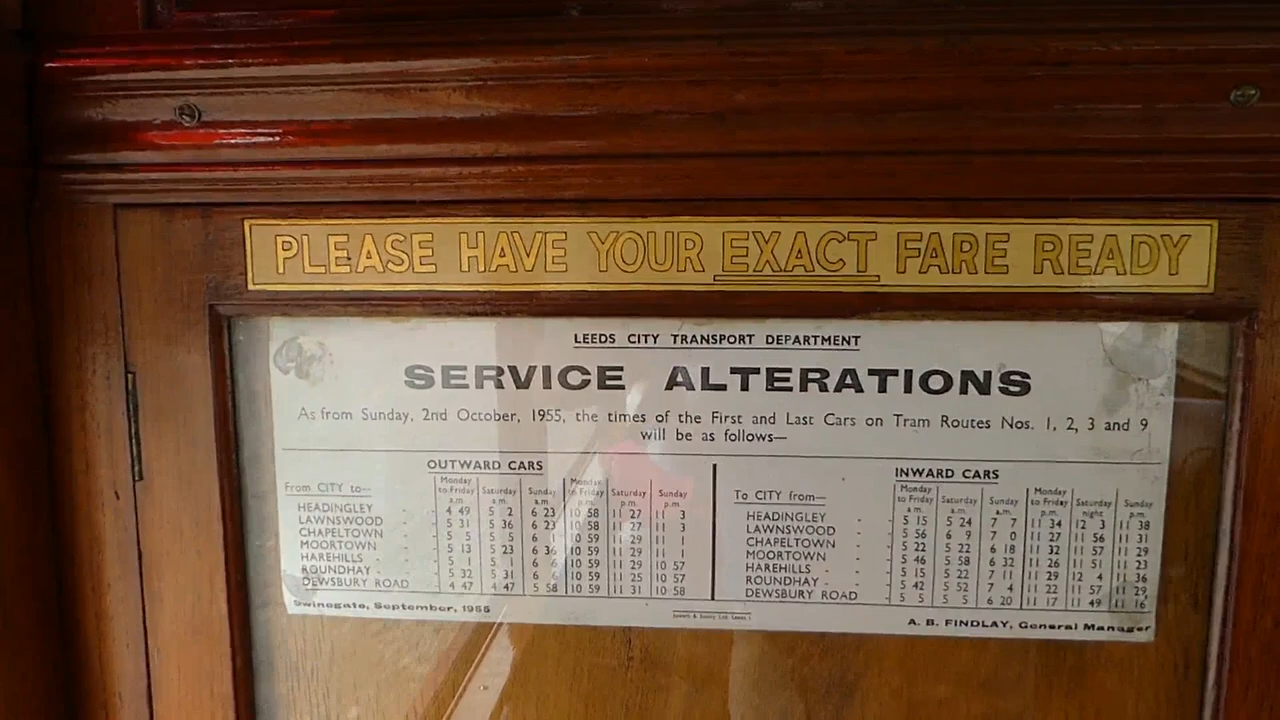 PLEASE HAVE YOUR EXACT FARE READY
LEEDS CITY TRANSPORT DEPARTMENT
SERVICE ALTERATIONS
As from Sunday, 2nd October, 1955, the times of the First and Last Cars on Tram Routes Nos. 1, 2, 3 and 9
will be as follows—
OUTWARD CARS
From CITY to— Monday to Friday a.m. Saturday a.m. Sunday a.m. Monday to Friday p.m. Saturday p.m. Sunday p.m.
HEADINGLEY - - 4 49 5 2 6 23 10 58 11 27 11 3
LAWNSWOOD - - 5 31 5 36 6 23 10 58 11 27 11 3
CHAPELTOWN - - 5 5 5 5 6 1 10 59 11 29 11 1
MOORTOWN - - 5 13 5 23 6 36 10 59 11 29 11 1
HAREHILLS - - 5 1 5 1 6 6 10 59 11 29 10 57
ROUNDHAY - - 5 32 5 31 6 6 10 59 11 25 10 57
DEWSBURY ROAD - 4 47 4 47 5 58 10 59 11 31 10 58
Swinegate, September, 1955
INWARD CARS
To CITY from— Monday to Friday a.m. Saturday a.m. Sunday a.m. Monday to Friday p.m. Saturday night Sunday p.m.
HEADINGLEY - - 5 15 5 24 7 7 11 34 12 3 11 38
LAWNSWOOD - - 5 56 6 9 7 0 11 27 11 56 11 31
CHAPELTOWN - - 5 22 5 22 6 18 11 32 11 57 11 29
MOORTOWN - - 5 46 5 58 6 32 11 26 11 51 11 23
HAREHILLS - - 5 15 5 22 7 11 11 29 12 4 11 36
ROUNDHAY - - 5 42 5 52 7 4 11 22 11 57 11 29
DEWSBURY ROAD - 5 5 5 5 6 20 11 17 11 49 11 16
A. B. FINDLAY, General Manager